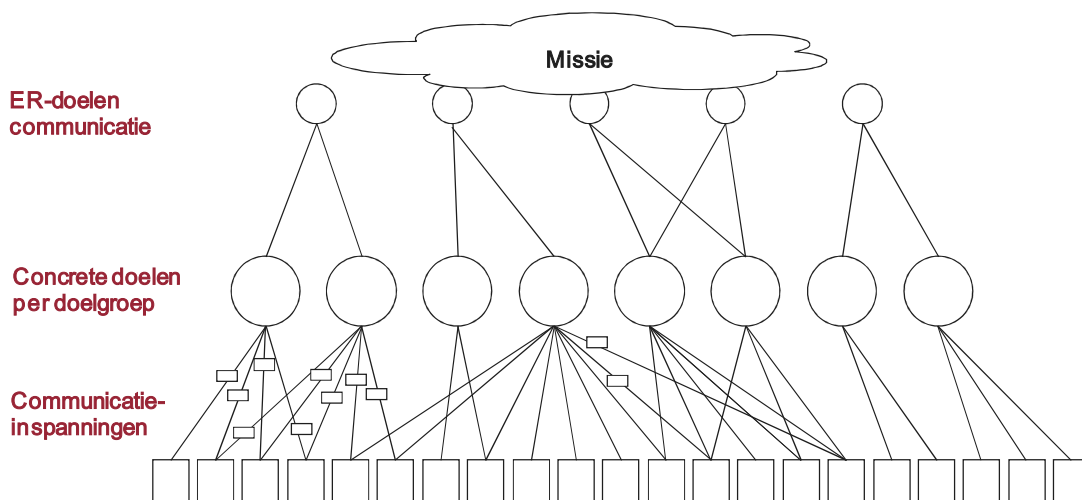 Missie
ER-doelen
communicatie
Concrete doelen
per doelgroep
Communicatie-
inspanningen